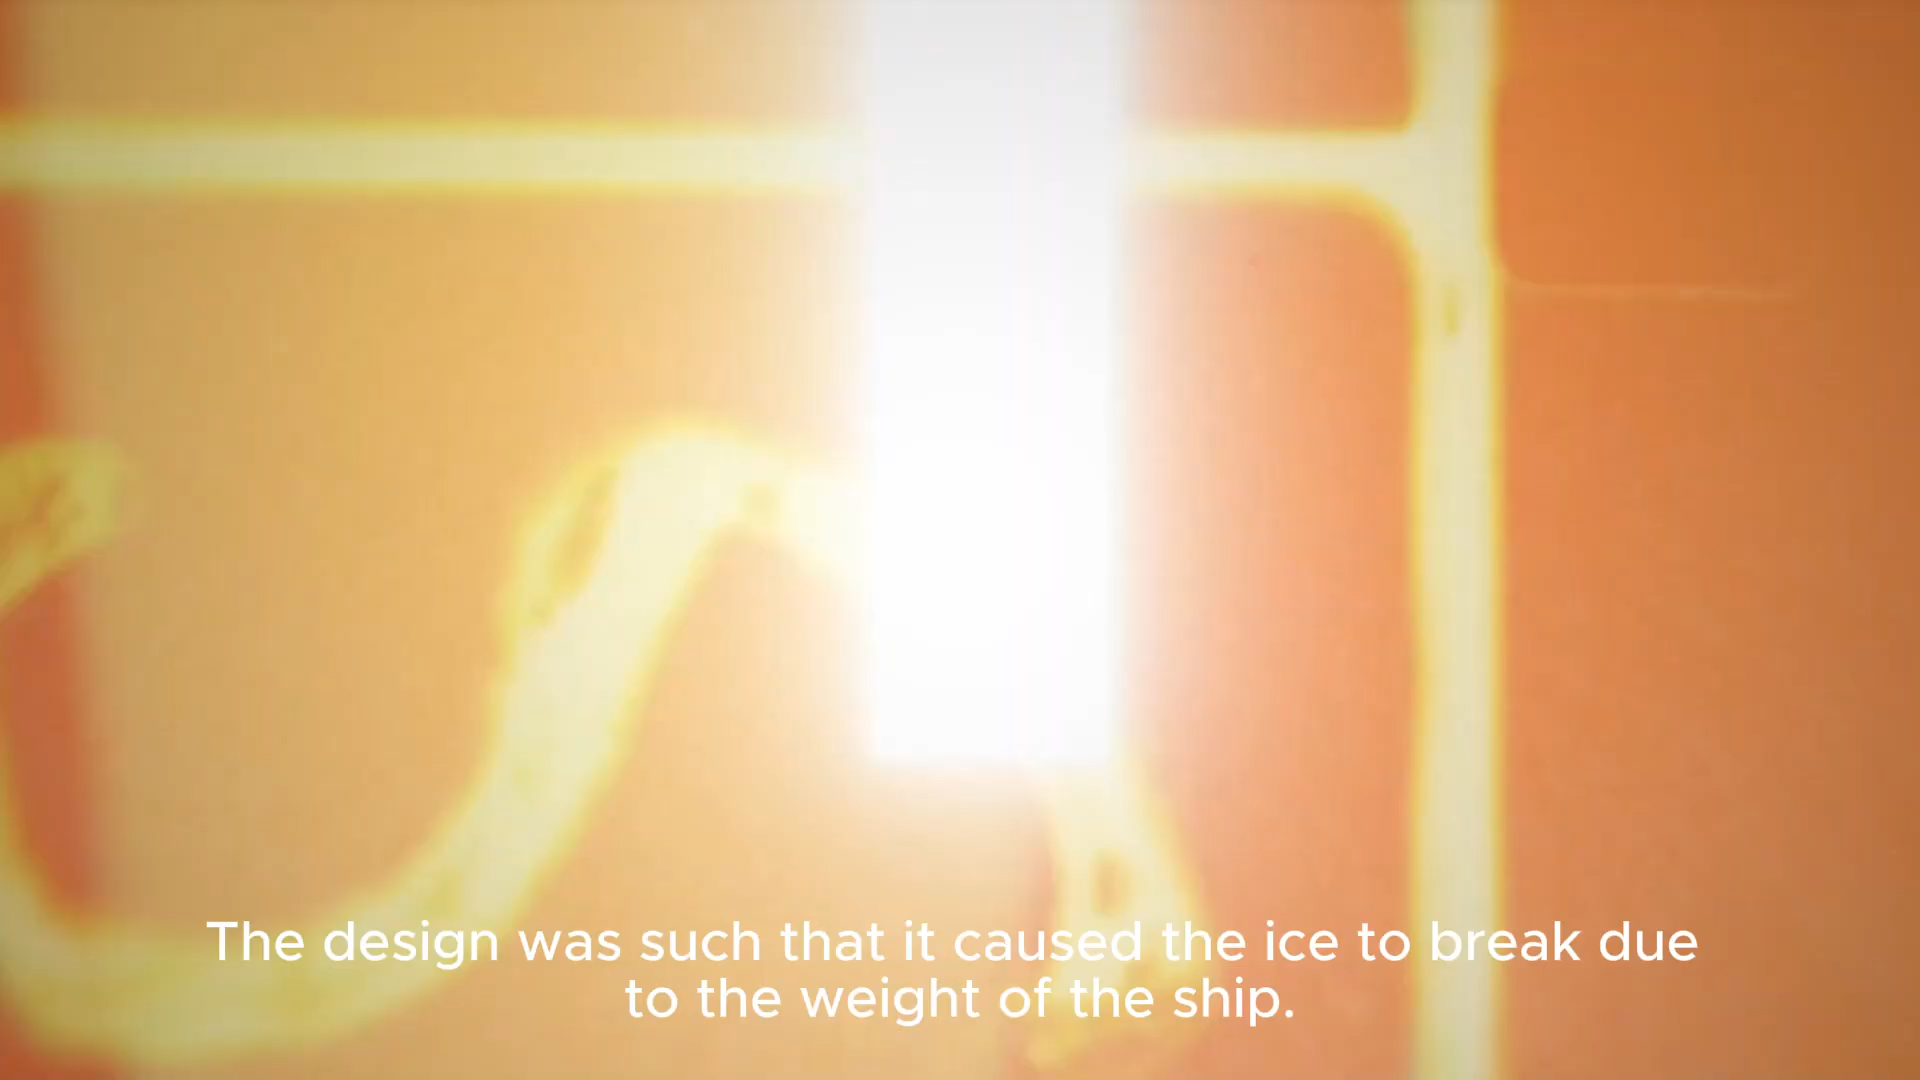 The design was such that it caused the ice to break due
to the weight of the ship.